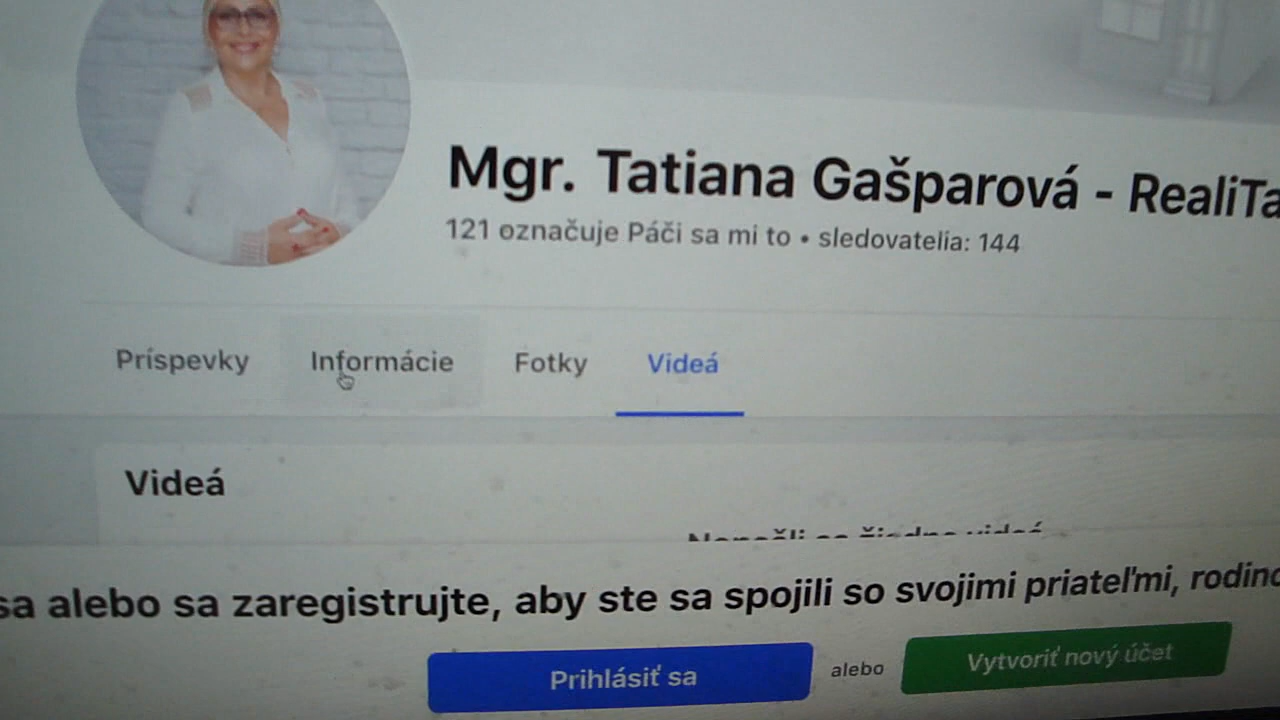 Mgr. Tatiana Gašparová - RealiTa
121 označuje Páči sa mi to • sledovatelia: 144
Príspevky Informácie Fotky Videá
Videá
sa alebo sa zaregistrujte, aby ste sa spojili so svojimi priateľmi,
Prihlásiť sa alebo Vytvoriť nový účet